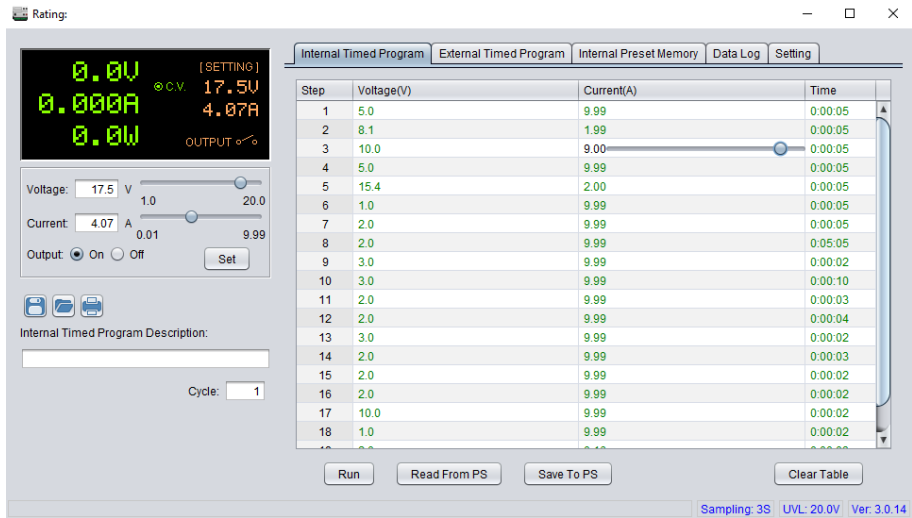 Rating:
0.0V
0.000A
0.0W
C.V.
[SETTING]
17.5V
4.07A
OUTPUT
Voltage: 17.5 V
1.0 20.0
Current: 4.07 A
0.01 9.99
Output: On Off
Set
Internal Timed Program Description:
Cycle: 1
Internal Timed Program External Timed Program Internal Preset Memory Data Log Setting
Step Voltage(V) Current(A) Time
1 5.0 9.99 0:00:05
2 8.1 1.99 0:00:05
3 10.0 9.00 0:00:05
4 5.0 9.99 0:00:05
5 15.4 2.00 0:00:05
6 1.0 9.99 0:00:05
7 2.0 9.99 0:00:05
8 2.0 9.99 0:05:05
9 3.0 9.99 0:00:02
10 3.0 9.99 0:00:10
11 2.0 9.99 0:00:03
12 2.0 9.99 0:00:04
13 3.0 9.99 0:00:02
14 2.0 9.99 0:00:03
15 2.0 9.99 0:00:02
16 2.0 9.99 0:00:02
17 10.0 9.99 0:00:02
18 1.0 9.99 0:00:02
Run Read From PS Save To PS Clear Table
Sampling: 3S UVL: 20.0V Ver: 3.0.14